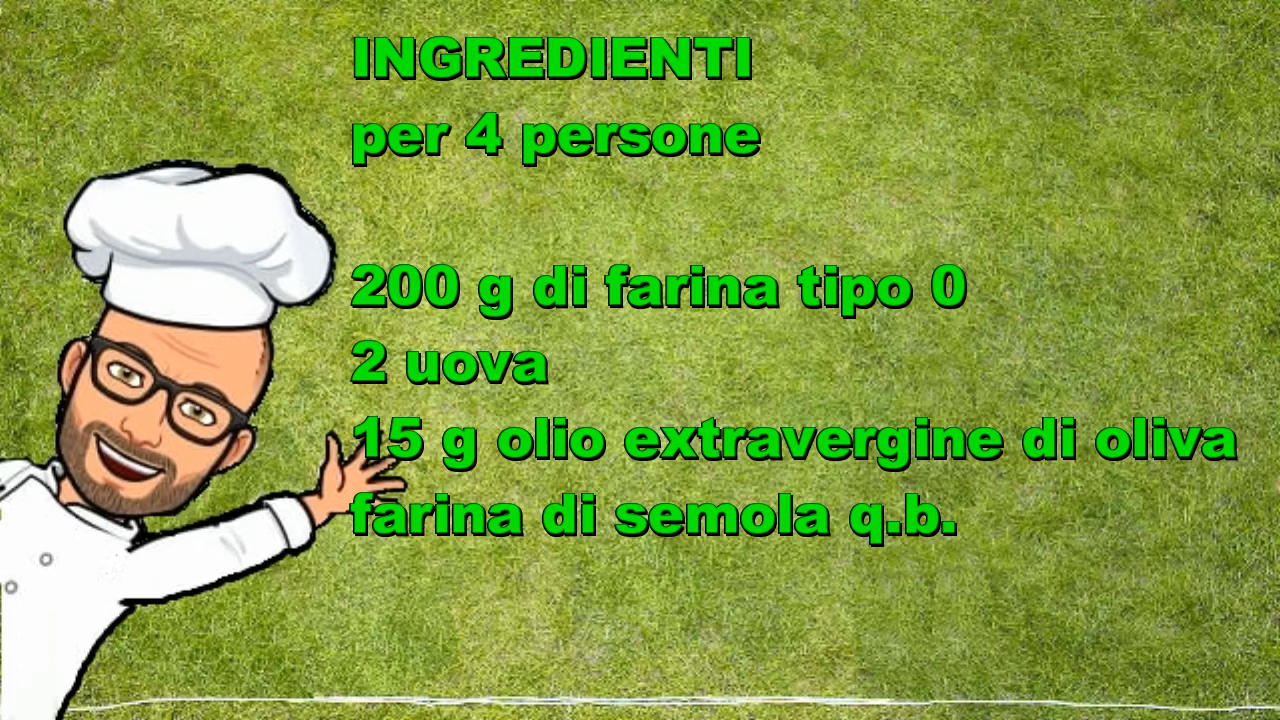 INGREDIENTI
per 4 persone
200 g di farina tipo 0
2 uova
15 g olio extravergine di oliva
farina di semola q.b.